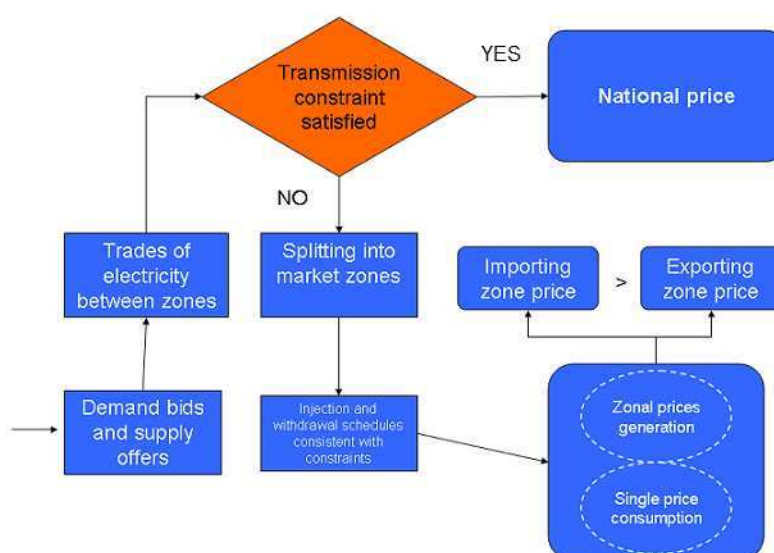 YES
Transmission
constraint
satisfied
National price
NO
Trades of
electricity
between zones
Splitting into
market zones
Importing
zone price
>
Exporting
zone price
Demand bids
and supply
offers
Injection and
withdrawal schedules
consistent with
constraints
Zonal prices
generation
Single price
consumption